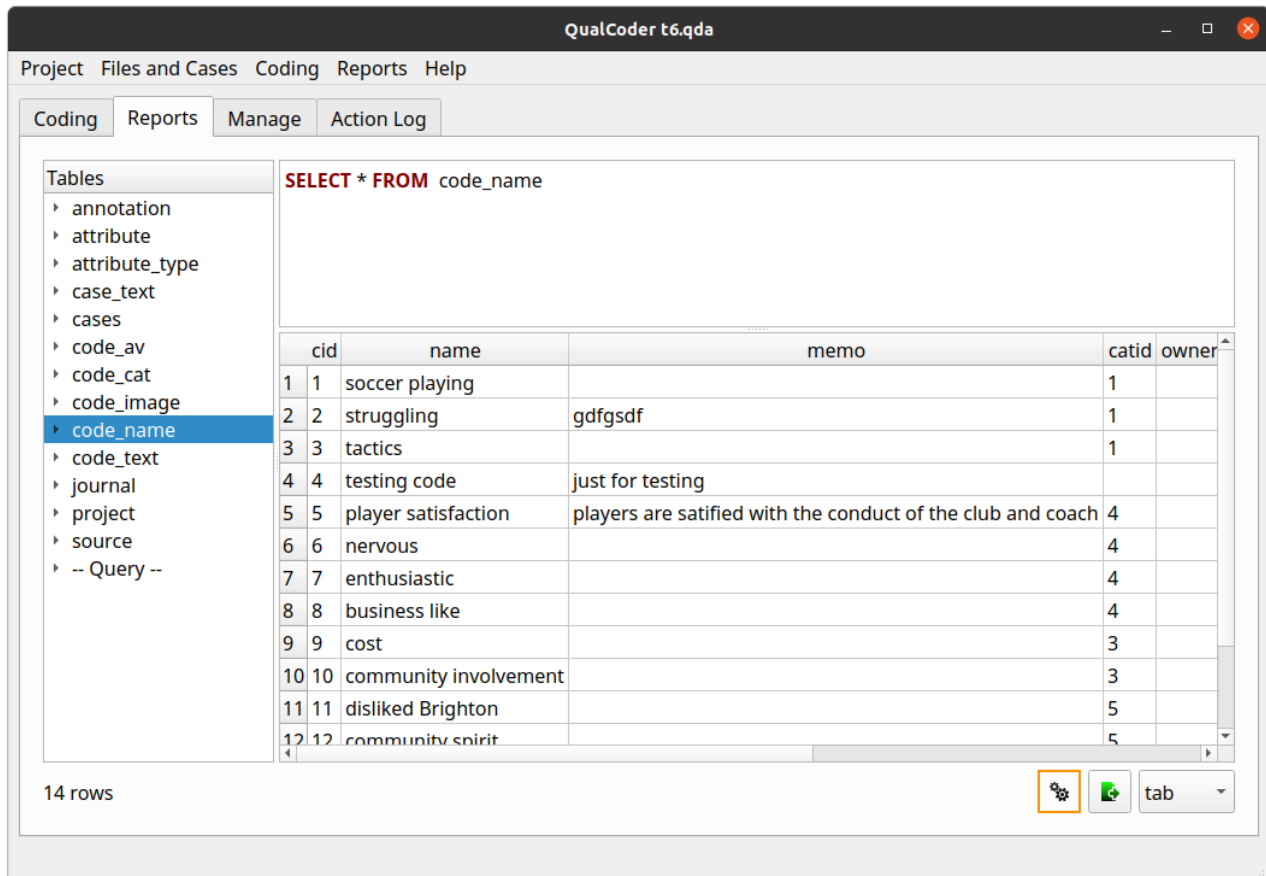 QualCoder t6.qda
Project Files and Cases Coding Reports Help
Coding Reports Manage Action Log
Tables
annotation
attribute
attribute_type
case_text
cases
code_av
code_cat
code_image
code_name
code_text
journal
project
source
-- Query --
SELECT * FROM code_name
cid name memo catid owner
1 1 soccer playing 1
2 2 struggling gdfgsdf 1
3 3 tactics 1
4 4 testing code just for testing
5 5 player satisfaction players are satified with the conduct of the club and coach 4
6 6 nervous 4
7 7 enthusiastic 4
8 8 business like 4
9 9 cost 3
10 10 community involvement 3
11 11 disliked Brighton 5
12 12 community spirit 5
14 rows tab